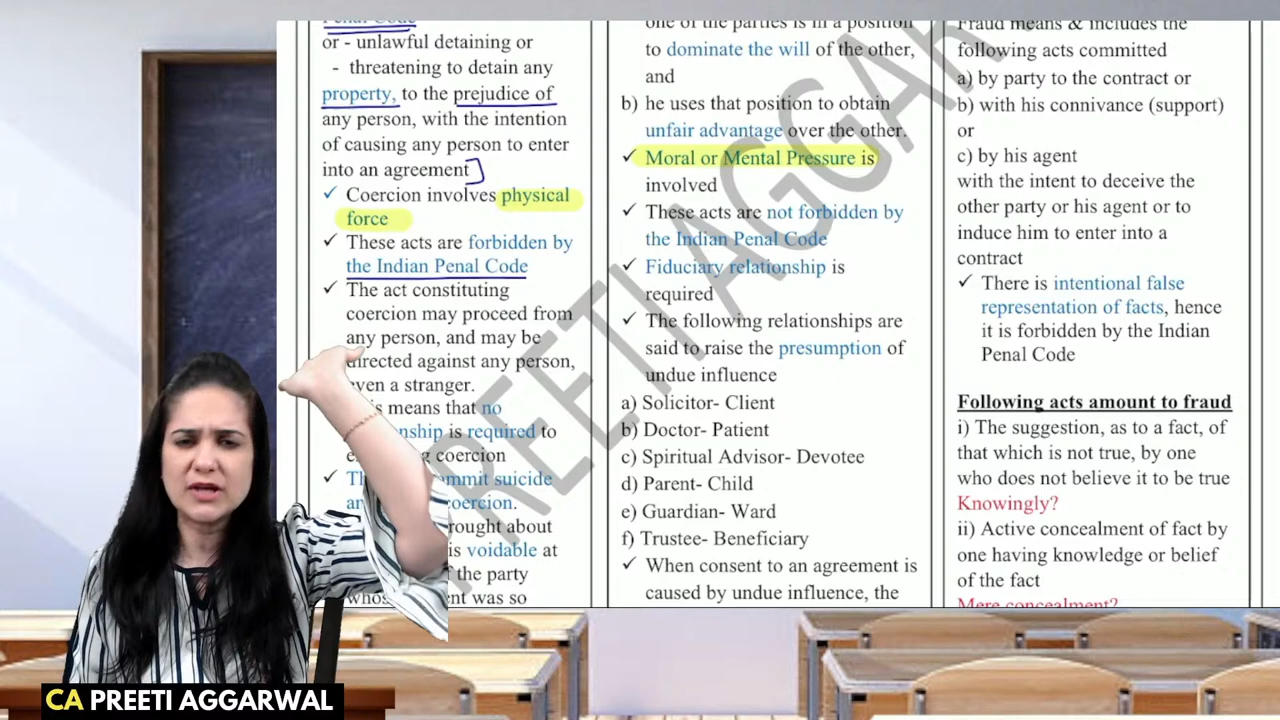 Penal Code
or - unlawful detaining or
- threatening to detain any
property, to the prejudice of
any person, with the intention
of causing any person to enter
into an agreement
✓ Coercion involves physical
force
✓ These acts are forbidden by
the Indian Penal Code
✓ The act constituting
coercion may proceed from
any person, and may be
directed against any person,
even a stranger.
means that no
is required to
coercion
✓ commit suicide
coercion.
brought about
is voidable at
the party
was so
one of the parties is in a position
to dominate the will of the other,
and
b) he uses that position to obtain
unfair advantage over the other.
✓ Moral or Mental Pressure is
involved
✓ These acts are not forbidden by
the Indian Penal Code
✓ Fiduciary relationship is
required
✓ The following relationships are
said to raise the presumption of
undue influence
a) Solicitor- Client
b) Doctor- Patient
c) Spiritual Advisor- Devotee
d) Parent- Child
e) Guardian- Ward
f) Trustee- Beneficiary
✓ When consent to an agreement is
caused by undue influence, the
Fraud means & includes the
following acts committed
a) by party to the contract or
b) with his connivance (support)
or
c) by his agent
with the intent to deceive the
other party or his agent or to
induce him to enter into a
contract
✓ There is intentional false
representation of facts, hence
it is forbidden by the Indian
Penal Code
Following acts amount to fraud
i) The suggestion, as to a fact, of
that which is not true, by one
who does not believe it to be true
Knowingly?
ii) Active concealment of fact by
one having knowledge or belief
of the fact
Mere concealment?
PREETI AGGAR
CA PREETI AGGARWAL